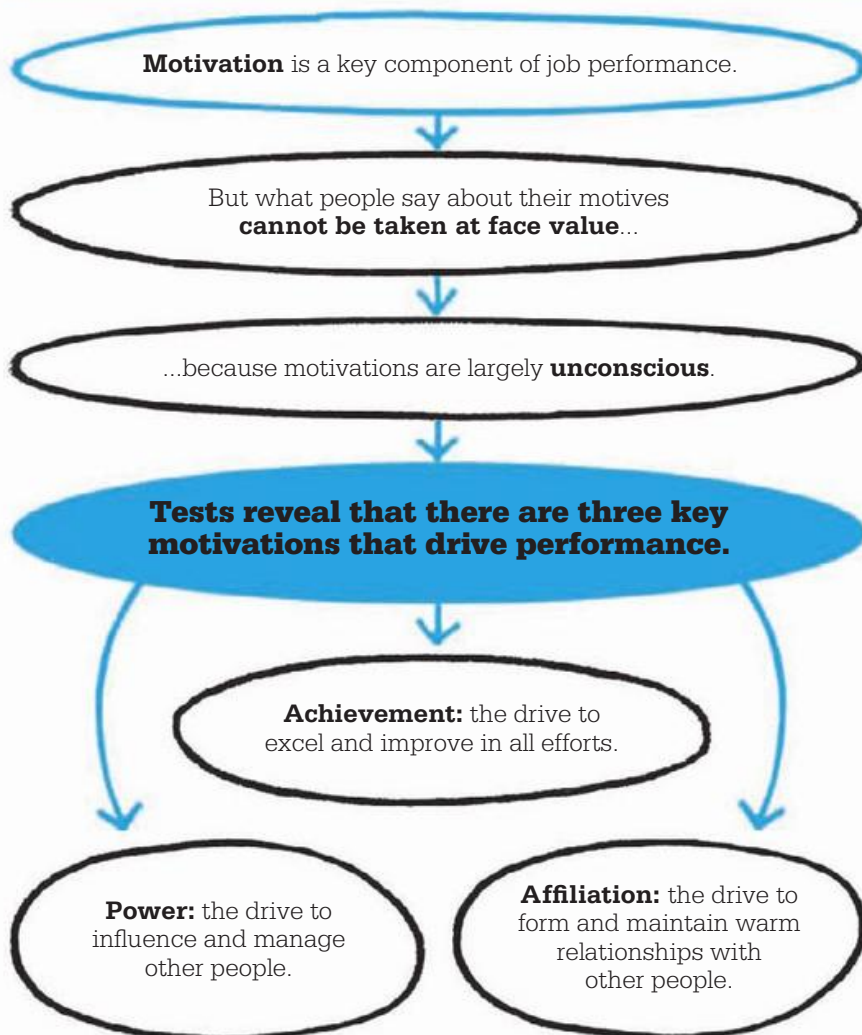 Motivation is a key component of job performance.
But what people say about their motives
cannot be taken at face value...
...because motivations are largely unconscious.
Tests reveal that there are three key
motivations that drive performance.
Achievement: the drive to
excel and improve in all efforts.
Power: the drive to
influence and manage
other people.
Affiliation: the drive to
form and maintain warm
relationships with
other people.